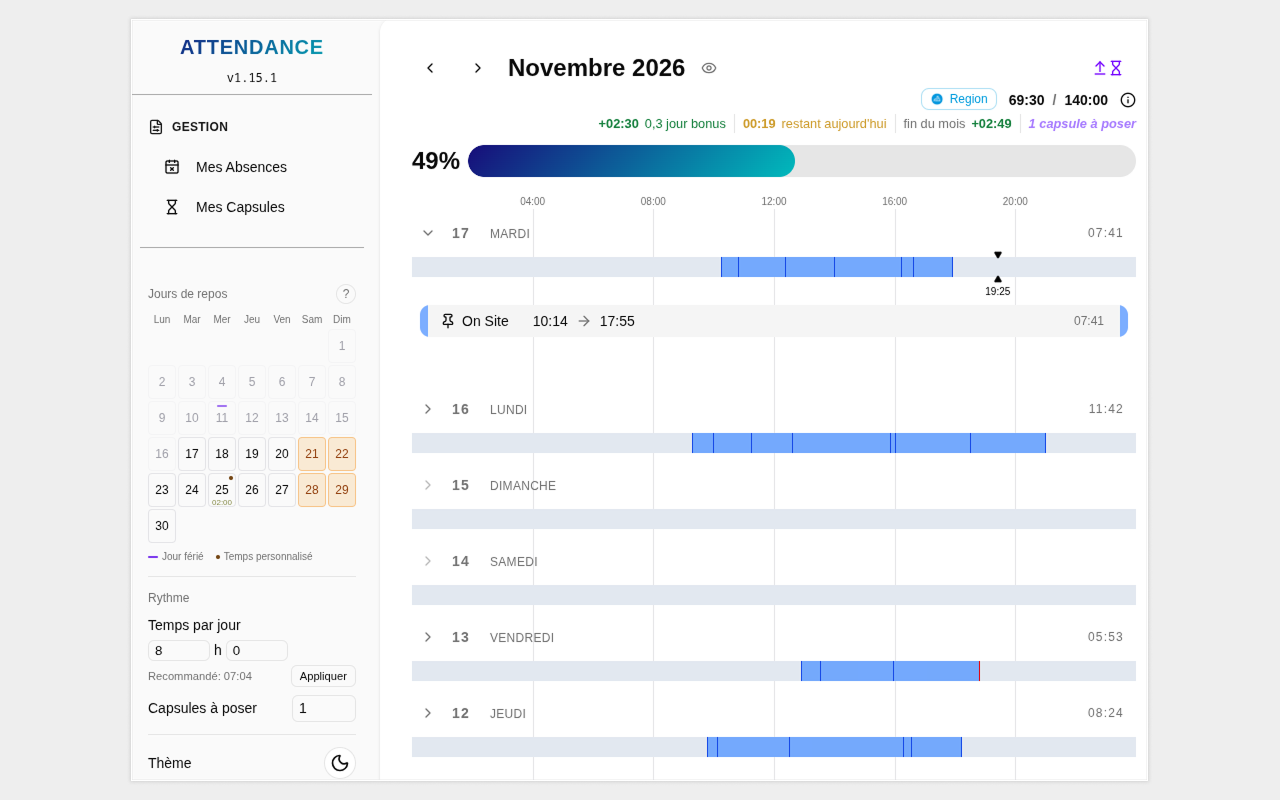 ATTENDANCE
v1.15.1
GESTION
Mes Absences
Mes Capsules
Jours de repos ?
Lun Mar Mer Jeu Ven Sam Dim
1
2 3 4 5 6 7 8
9 10 11 12 13 14 15
16 17 18 19 20 21 22
23 24 25 26 27 28 29
02:00
30
Jour férié Temps personnalisé
Rythme
Temps par jour
8 h 0
Recommandé: 07:04 Appliquer
Capsules à poser 1
Thème
Novembre 2026
Region 69:30 / 140:00
+02:30 0,3 jour bonus 00:19 restant aujourd'hui fin du mois +02:49 1 capsule à poser
49%
04:00 08:00 12:00 16:00 20:00
17 MARDI 07:41
19:25
On Site 10:14 → 17:55 07:41
16 LUNDI 11:42
15 DIMANCHE
14 SAMEDI
13 VENDREDI 05:53
12 JEUDI 08:24